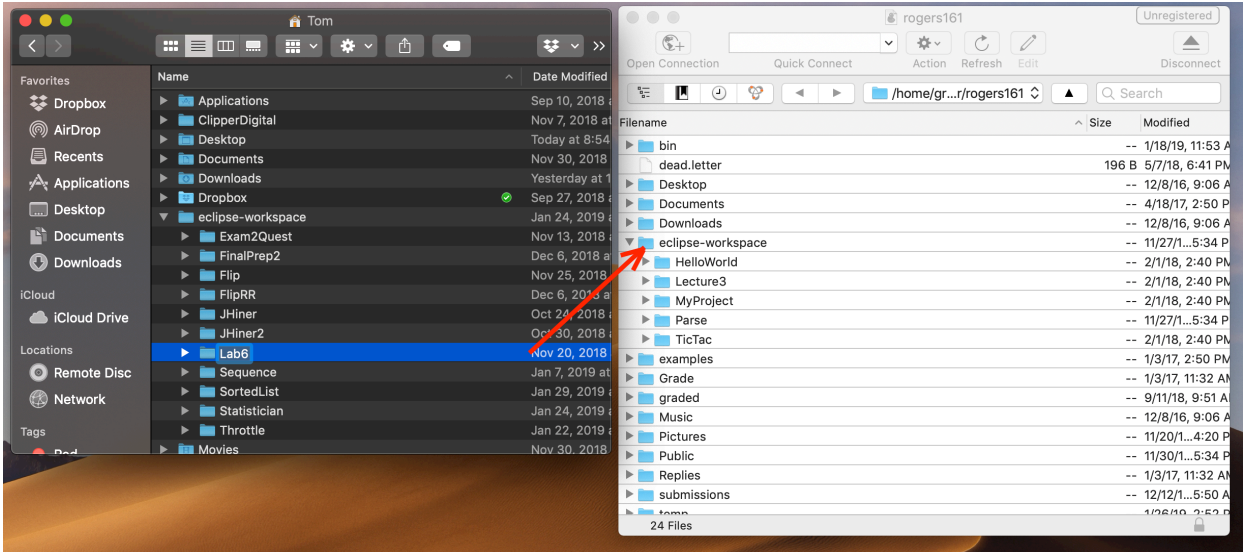 Tom
Name Date Modified
Favorites
Dropbox
AirDrop
Recents
Applications
Desktop
Documents
Downloads
iCloud
iCloud Drive
Locations
Remote Disc
Network
Tags
Red
Applications Sep 10, 2018 a
ClipperDigital Nov 7, 2018 at
Desktop Today at 8:54
Documents Nov 30, 2018
Downloads Yesterday at 1
Dropbox Sep 27, 2018 a
eclipse-workspace Jan 24, 2019 a
Exam2Quest Nov 13, 2018
FinalPrep2 Dec 6, 2018 a
Flip Nov 25, 2018
FlipRR Dec 6, 2018 a
JHiner Oct 24, 2018
JHiner2 Oct 30, 2018
Lab6 Nov 20, 2018
Sequence Jan 7, 2019 at
SortedList Jan 29, 2019 a
Statistician Jan 24, 2019 a
Throttle Jan 22, 2019 a
Movies Nov 30, 2018
rogers161
Unregistered
Open Connection Quick Connect Action Refresh Edit Disconnect
/home/gr...r/rogers161 Search
Filename Size Modified
bin -- 1/18/19, 11:53 A
dead.letter 196 B 5/7/18, 6:41 PM
Desktop -- 12/8/16, 9:06 A
Documents -- 4/18/17, 2:50 P
Downloads -- 12/8/16, 9:06 A
eclipse-workspace -- 11/27/1...5:34 P
HelloWorld -- 2/1/18, 2:40 PM
Lecture3 -- 2/1/18, 2:40 PM
MyProject -- 2/1/18, 2:40 PM
Parse -- 11/27/1...5:34 P
TicTac -- 2/1/18, 2:40 PM
examples -- 1/3/17, 2:50 PM
Grade -- 1/3/17, 11:32 AM
graded -- 9/11/18, 9:51 A
Music -- 12/8/16, 9:06 A
Pictures -- 11/20/1...4:20 P
Public -- 11/30/1...5:34 P
Replies -- 1/3/17, 11:32 AM
submissions -- 12/12/1...5:50 A
temp -- 1/26/19, 2:52 P
24 Files